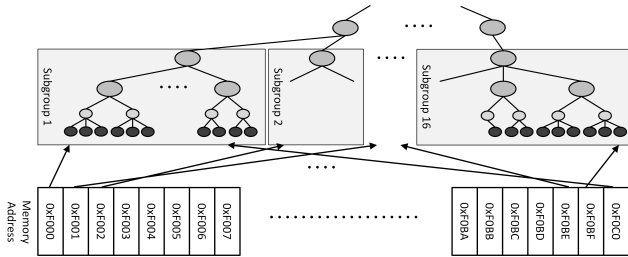 Subgroup 1
Subgroup 2
Subgroup 16
Memory
Address
0xF000
0xF001
0xF002
0xF003
0xF004
0xF005
0xF006
0xF007
0xF0BA
0xF0BB
0xF0BC
0xF0BD
0xF0BE
0xF0BF
0xF0C0